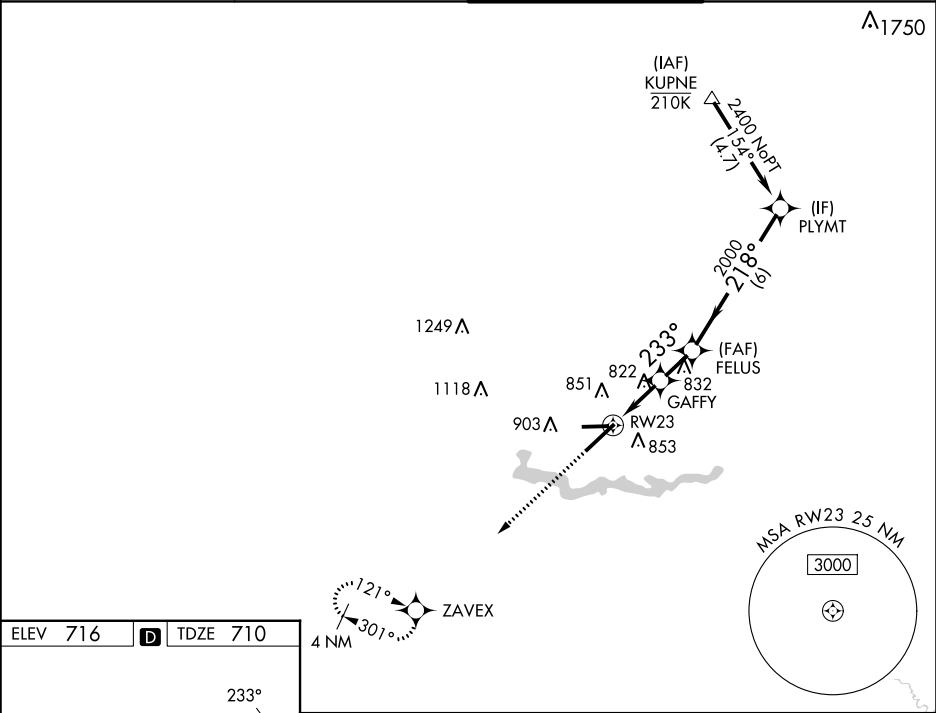 1750
(IAF)
KUPNE
210K
2400 NoPT
154°
(4.7)
(IF)
PLYMT
2000
218°
(6)
1249
233°
(FAF)
FELUS
822
832
1118
851
GAFFY
903
RW23
853
MSA RW23 25 NM
3000
121°
ZAVEX
301°
4 NM
ELEV 716
D
TDZE 710
233°